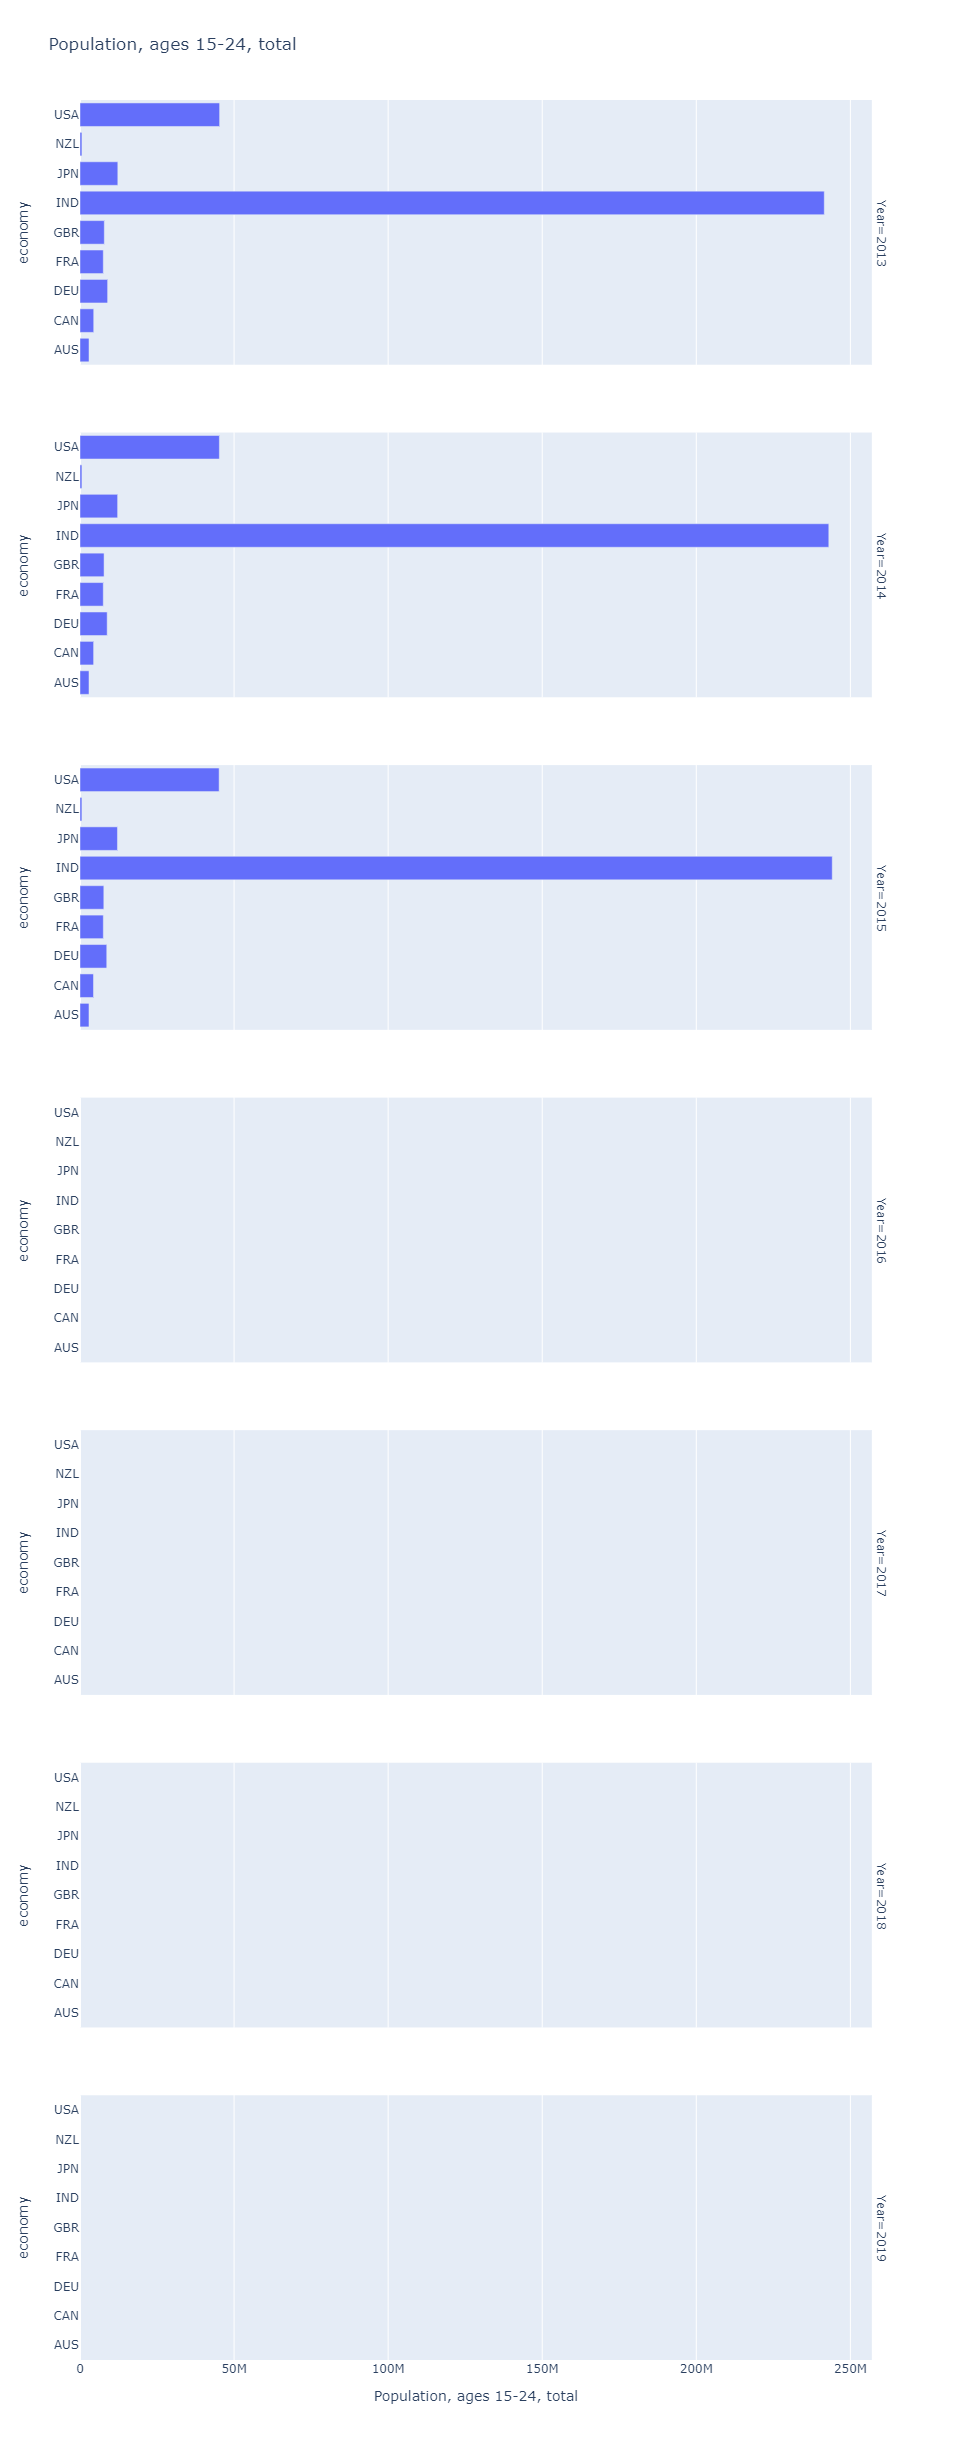 Population, ages 15-24, total
economy
USA
NZL
JPN
IND
GBR
FRA
DEU
CAN
AUS
Year=2013
economy
USA
NZL
JPN
IND
GBR
FRA
DEU
CAN
AUS
Year=2014
economy
USA
NZL
JPN
IND
GBR
FRA
DEU
CAN
AUS
Year=2015
economy
USA
NZL
JPN
IND
GBR
FRA
DEU
CAN
AUS
Year=2016
economy
USA
NZL
JPN
IND
GBR
FRA
DEU
CAN
AUS
Year=2017
economy
USA
NZL
JPN
IND
GBR
FRA
DEU
CAN
AUS
Year=2018
economy
USA
NZL
JPN
IND
GBR
FRA
DEU
CAN
AUS
Year=2019
0 50M 100M 150M 200M 250M
Population, ages 15-24, total